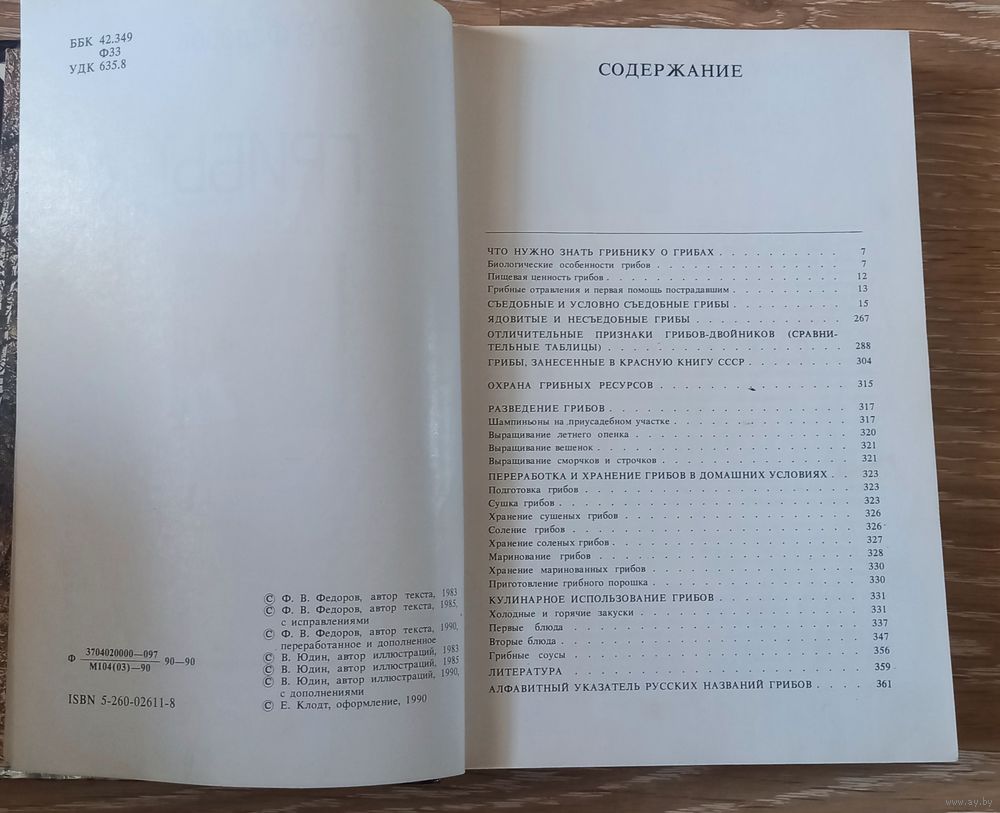 ББК 42.349
Ф33
УДК 635.8
ГРИБЫ
© Ф. В. Федоров, автор текста, 1983
© Ф. В. Федоров, автор текста, 1985,
с исправлениями
© Ф. В. Федоров, автор текста, 1990,
переработанное и дополненное
© В. Юдин, автор иллюстраций, 1983
© В. Юдин, автор иллюстраций, 1985
© В. Юдин, автор иллюстраций, 1990,
с дополнениями
© Е. Клодт, оформление, 1990
Ф 3704020000—097 90—90
М104(03)—90
ISBN 5-260-02611-8
СОДЕРЖАНИЕ
ЧТО НУЖНО ЗНАТЬ ГРИБНИКУ О ГРИБАХ . . . . . . . . . . 7
Биологические особенности грибов . . . . . . . . . . . . . 7
Пищевая ценность грибов . . . . . . . . . . . . . . . . 12
Грибные отравления и первая помощь пострадавшим . . . . . . . . . 13
СЪЕДОБНЫЕ И УСЛОВНО СЪЕДОБНЫЕ ГРИБЫ . . . . . . . . . 15
ЯДОВИТЫЕ И НЕСЪЕДОБНЫЕ ГРИБЫ . . . . . . . . . . . 267
ОТЛИЧИТЕЛЬНЫЕ ПРИЗНАКИ ГРИБОВ-ДВОЙНИКОВ (СРАВНИ-
ТЕЛЬНЫЕ ТАБЛИЦЫ) . . . . . . . . . . . . . . . . 288
ГРИБЫ, ЗАНЕСЕННЫЕ В КРАСНУЮ КНИГУ СССР . . . . . . . . 304
ОХРАНА ГРИБНЫХ РЕСУРСОВ . . . . . . . . . . . . . 315
РАЗВЕДЕНИЕ ГРИБОВ . . . . . . . . . . . . . . . . 317
Шампиньоны на приусадебном участке . . . . . . . . . . . . 317
Выращивание летнего опенка . . . . . . . . . . . . . . . 320
Выращивание вешенок . . . . . . . . . . . . . . . . . 321
Выращивание сморчков и строчков . . . . . . . . . . . . . 321
ПЕРЕРАБОТКА И ХРАНЕНИЕ ГРИБОВ В ДОМАШНИХ УСЛОВИЯХ . . 323
Подготовка грибов . . . . . . . . . . . . . . . . . . 323
Сушка грибов . . . . . . . . . . . . . . . . . . . . 323
Хранение сушеных грибов . . . . . . . . . . . . . . . . 326
Соление грибов . . . . . . . . . . . . . . . . . . . 326
Хранение соленых грибов . . . . . . . . . . . . . . . . 327
Маринование грибов . . . . . . . . . . . . . . . . . 328
Хранение маринованных грибов . . . . . . . . . . . . . . 330
Приготовление грибного порошка . . . . . . . . . . . . . 330
КУЛИНАРНОЕ ИСПОЛЬЗОВАНИЕ ГРИБОВ . . . . . . . . . . 331
Холодные и горячие закуски . . . . . . . . . . . . . . . 331
Первые блюда . . . . . . . . . . . . . . . . . . . . 337
Вторые блюда . . . . . . . . . . . . . . . . . . . . 347
Грибные соусы . . . . . . . . . . . . . . . . . . . 356
ЛИТЕРАТУРА . . . . . . . . . . . . . . . . . . . 359
АЛФАВИТНЫЙ УКАЗАТЕЛЬ РУССКИХ НАЗВАНИЙ ГРИБОВ . . . . 361
www.ay.by